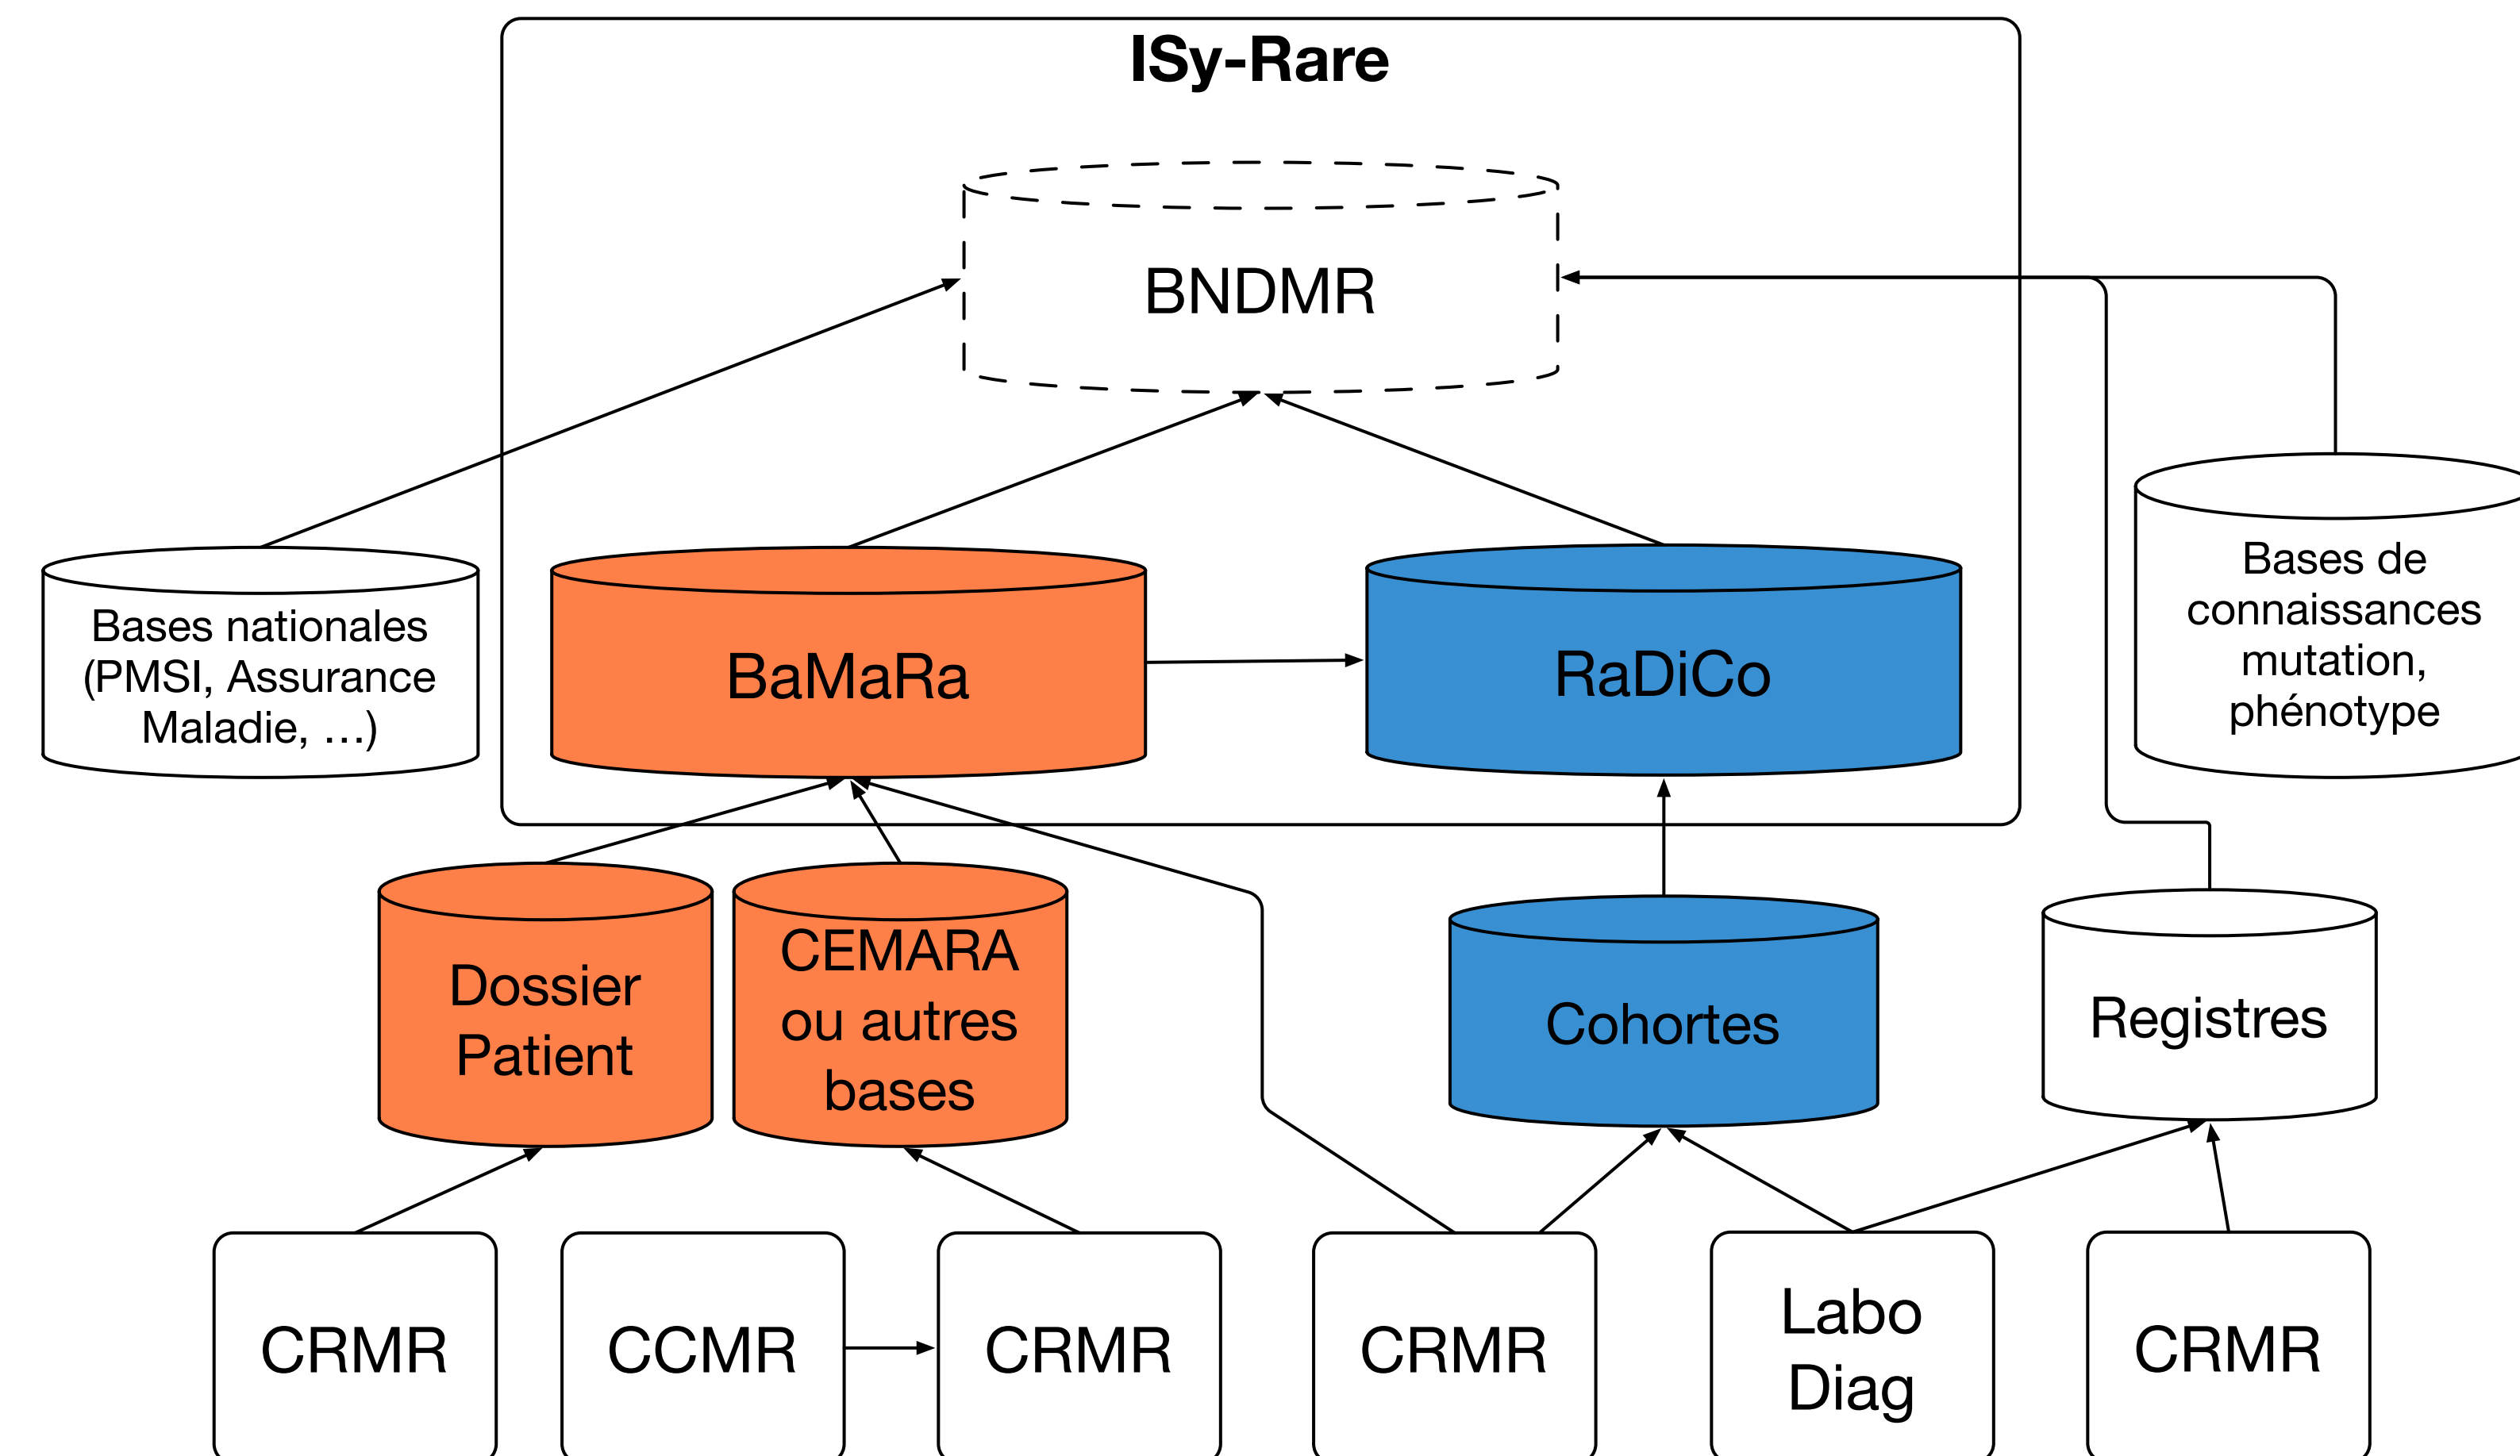 ISy-Rare
BNDMR
Bases nationales
(PMSI, Assurance
Maladie, …)
BaMaRa
RaDiCo
Bases de
connaissances
mutation,
phénotype
Dossier
Patient
CEMARA
ou autres
bases
Cohortes
Registres
CRMR
CCMR
CRMR
CRMR
Labo
Diag
CRMR